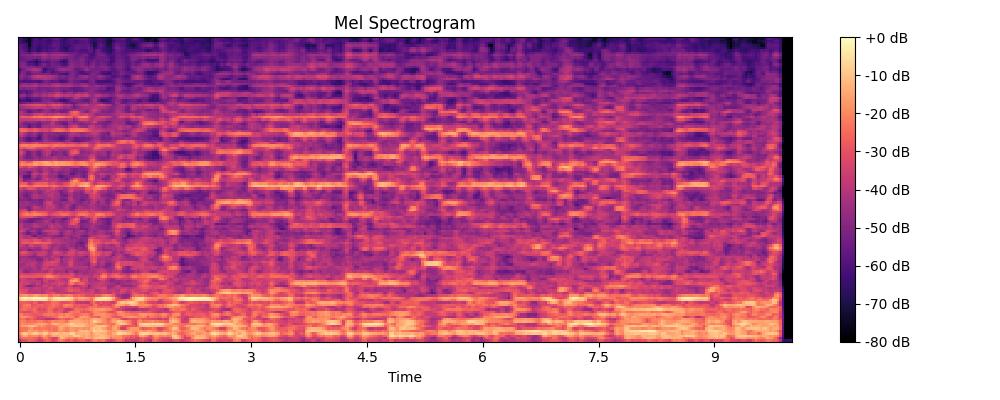 Mel Spectrogram
+0 dB
-10 dB
-20 dB
-30 dB
-40 dB
-50 dB
-60 dB
-70 dB
-80 dB
0 1.5 3 4.5 6 7.5 9
Time